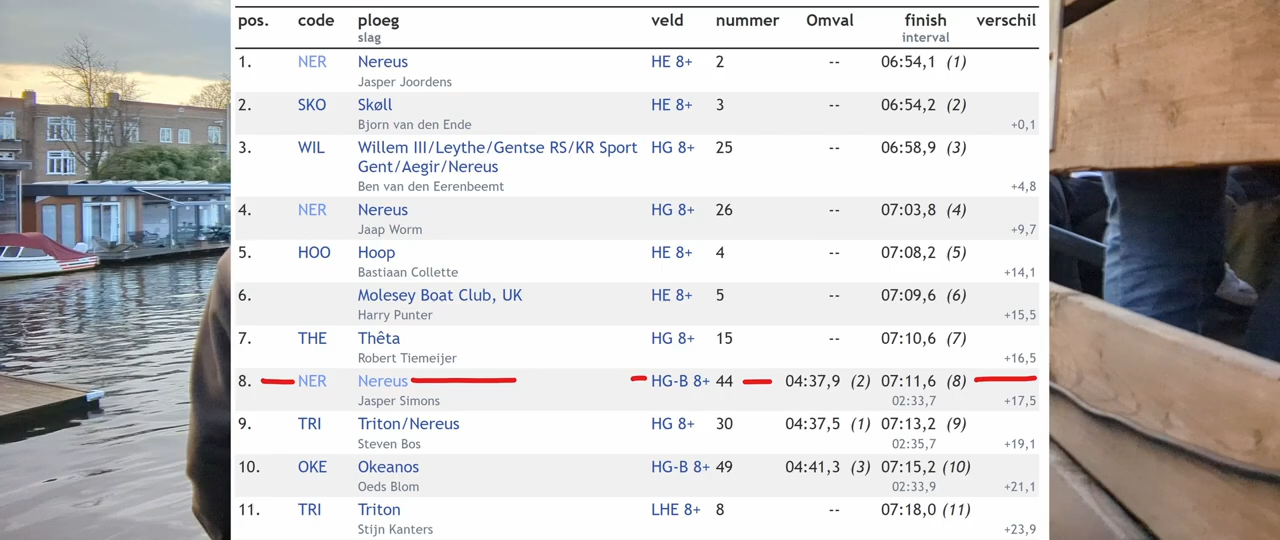 pos. code ploeg veld nummer Omval finish verschil
slag interval
1. NER Nereus HE 8+ 2 -- 06:54,1 (1)
Jasper Joordens
2. SKO Skøll HE 8+ 3 -- 06:54,2 (2)
Bjorn van den Ende +0,1
3. WIL Willem III/Leythe/Gentse RS/KR Sport HG 8+ 25 -- 06:58,9 (3)
Gent/Aegir/Nereus
Ben van den Eerenbeemt +4,8
4. NER Nereus HG 8+ 26 -- 07:03,8 (4)
Jaap Worm +9,7
5. HOO Hoop HE 8+ 4 -- 07:08,2 (5)
Bastiaan Collette +14,1
6. Molesey Boat Club, UK HE 8+ 5 -- 07:09,6 (6)
Harry Punter +15,5
7. THE Thêta HG 8+ 15 -- 07:10,6 (7)
Robert Tiemeijer +16,5
8. NER Nereus HG-B 8+ 44 04:37,9 (2) 07:11,6 (8)
Jasper Simons 02:33,7 +17,5
9. TRI Triton/Nereus HG 8+ 30 04:37,5 (1) 07:13,2 (9)
Steven Bos 02:35,7 +19,1
10. OKE Okeanos HG-B 8+ 49 04:41,3 (3) 07:15,2 (10)
Oeds Blom 02:33,9 +21,1
11. TRI Triton LHE 8+ 8 -- 07:18,0 (11)
Stijn Kanters +23,9